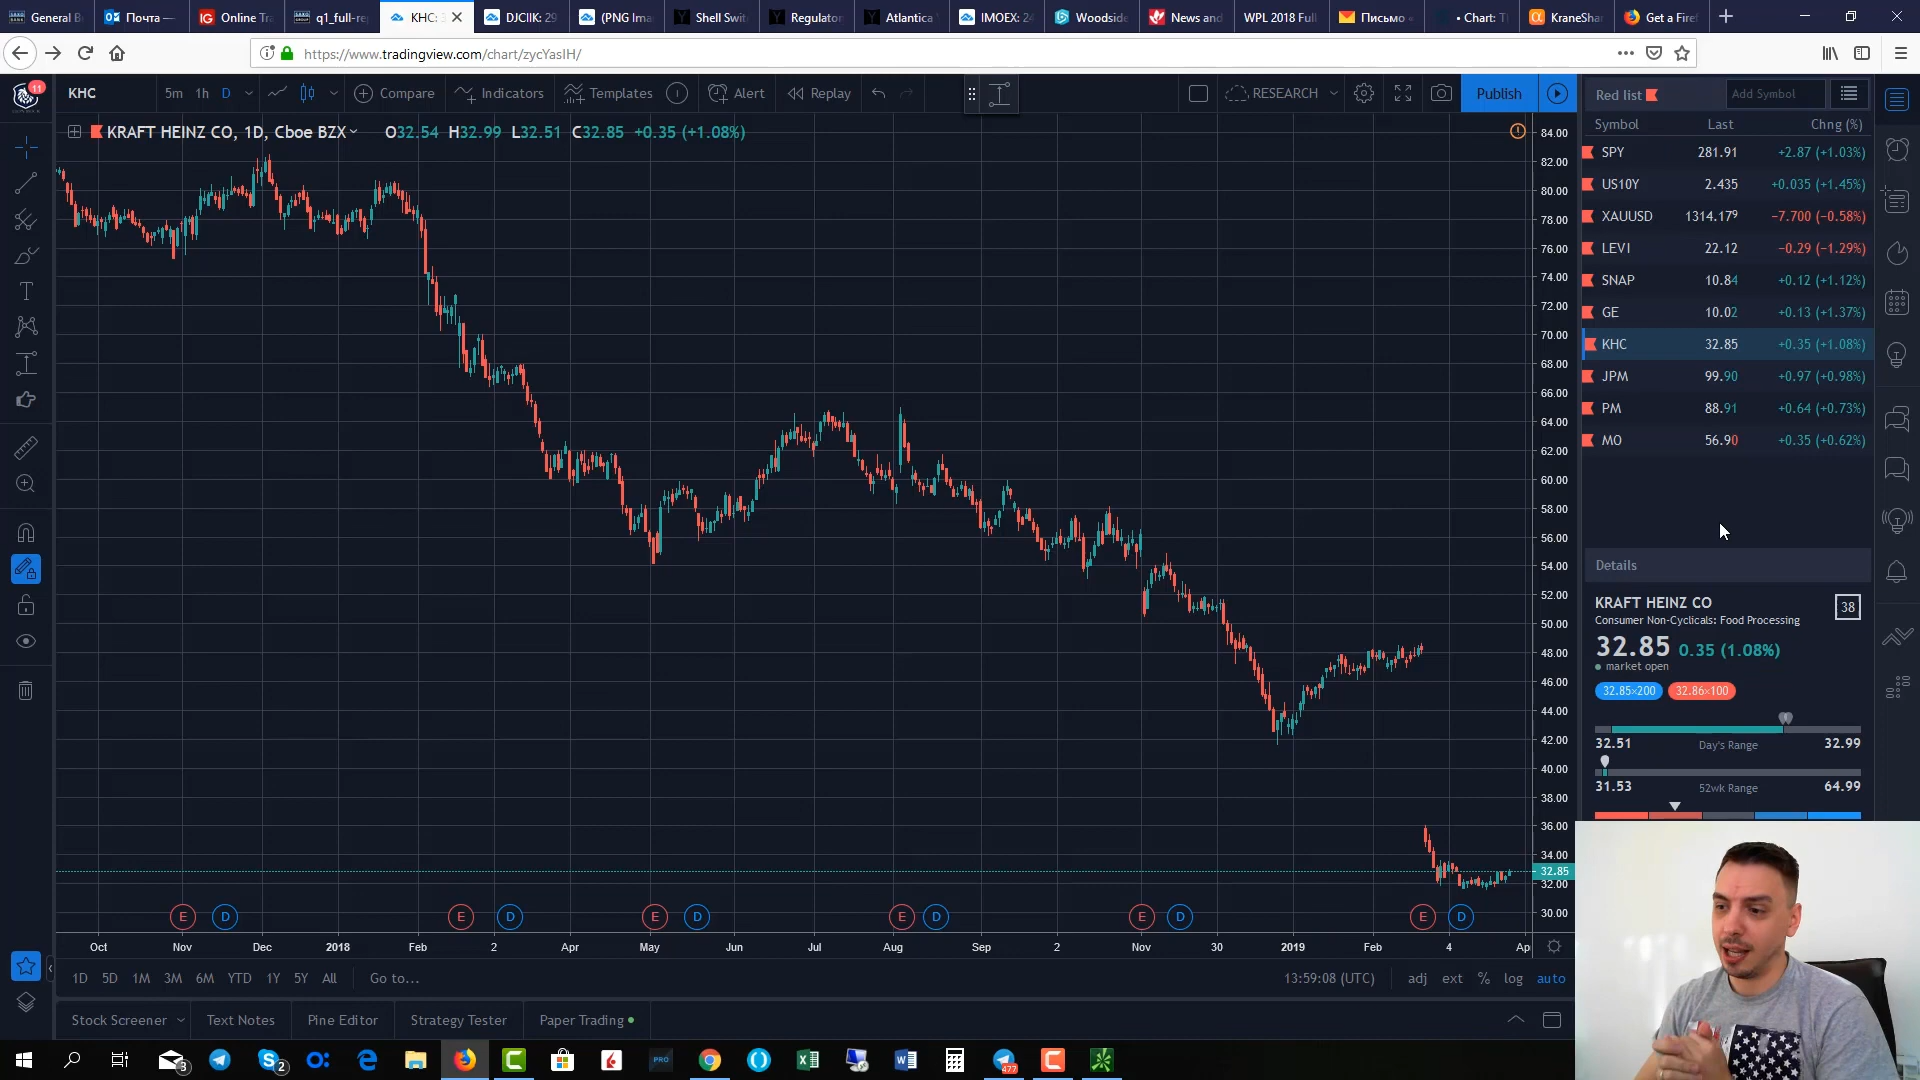 General B
Почта —
Online Tra
q1_full-re
KHC: 3
DJCIIK: 29
(PNG Ima
Shell Swit
Regulator
Atlantica
IMOEX: 24
Woodside
News and
WPL 2018 Full
Письмо «
• Chart: T
KraneShar
Get a Firef
https://www.tradingview.com/chart/zycYasIH/
11
KHC
5m 1h D
Compare
Indicators
Templates
Alert
Replay
RESEARCH
Publish
Red list
Add Symbol
KRAFT HEINZ CO, 1D, Cboe BZX
O32.54 H32.99 L32.51 C32.85 +0.35 (+1.08%)
Symbol Last Chng (%)
SPY 281.91 +2.87 (+1.03%)
US10Y 2.435 +0.035 (+1.45%)
XAUUSD 1314.179 −7.700 (−0.58%)
LEVI 22.12 −0.29 (−1.29%)
SNAP 10.84 +0.12 (+1.12%)
GE 10.02 +0.13 (+1.37%)
KHC 32.85 +0.35 (+1.08%)
JPM 99.90 +0.97 (+0.98%)
PM 88.91 +0.64 (+0.73%)
MO 56.90 +0.35 (+0.62%)
84.00
82.00
80.00
78.00
76.00
74.00
72.00
70.00
68.00
66.00
64.00
62.00
60.00
58.00
56.00
54.00
52.00
50.00
48.00
46.00
44.00
42.00
40.00
38.00
36.00
34.00
32.85
32.00
30.00
Details
KRAFT HEINZ CO
38
Consumer Non-Cyclicals: Food Processing
32.85 0.35 (1.08%)
market open
32.85×200 32.86×100
32.51 Day's Range 32.99
31.53 52wk Range 64.99
E D E D E D E D E D E D
Oct Nov Dec 2018 Feb 2 Apr May Jun Jul Aug Sep 2 Nov 30 2019 Feb 4 Ap
1D 5D 1M 3M 6M YTD 1Y 5Y All Go to...
13:59:08 (UTC) adj ext % log auto
Stock Screener Text Notes Pine Editor Strategy Tester Paper Trading
3
2
PRO
477